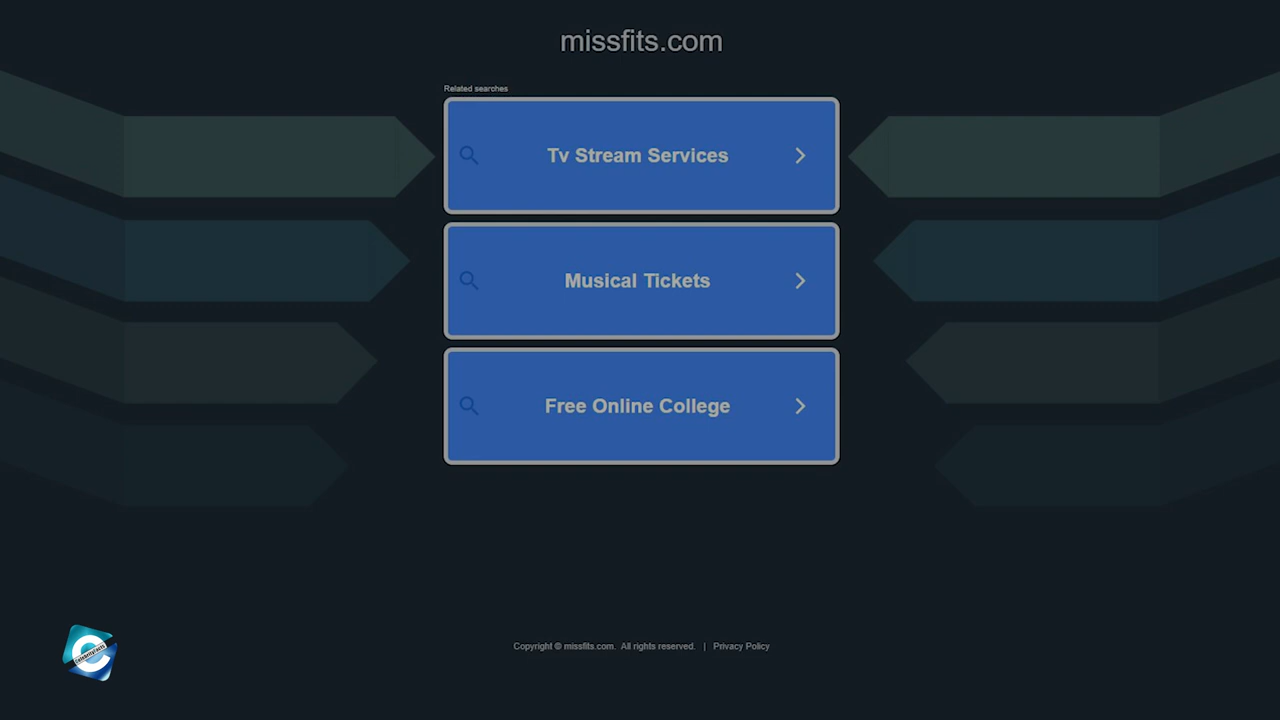 missfits.com
Related searches
Tv Stream Services
Musical Tickets
Free Online College
Copyright © missfits.com. All rights reserved. | Privacy Policy